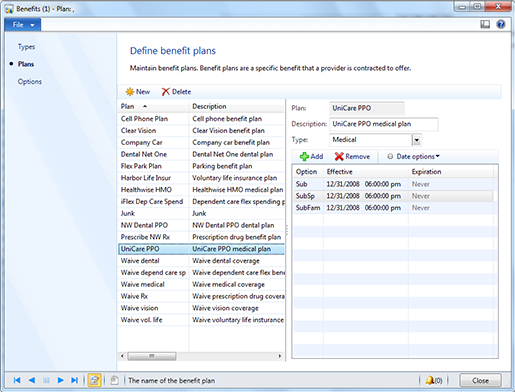 Benefits (1) - Plan: ,
File
Types
Plans
Options
Define benefit plans
Maintain benefit plans. Benefit plans are a specific benefit that a provider is contracted to offer.
New Delete
Plan Description
Cell Phone Plan Cell phone benefit plan
Clear Vision Clear Vision benefit plan
Company Car Company car benefit plan
Dental Net One Dental Net One dental plan
Flex Park Plan Parking benefit plan
Harbor Life Insur Voluntary life insurance plan
Healthwise HMO Healthwise HMO medical plan
iFlex Dep Care Spend Dependent care flex spending p
Junk Junk
NW Dental PPO NW Dental PPO dental plan
Prescribe NW Rx Prescription drug benefit plan
UniCare PPO UniCare PPO medical plan
Waive dental Waive dental coverage
Waive depend care sp Waive dependent care flex bene
Waive medical Waive medical coverage
Waive Rx Waive prescription drug covera
Waive vision Waive vision coverage
Waive vol. life Waive voluntary life insturance
Plan: UniCare PPO
Description: UniCare PPO medical plan
Type: Medical
Add Remove Date options
Option Effective Expiration
Sub 12/31/2008 06:00:00 pm Never
SubSp 12/31/2008 06:00:00 pm Never
SubFam 12/31/2008 06:00:00 pm Never
The name of the benefit plan
(0)
Close